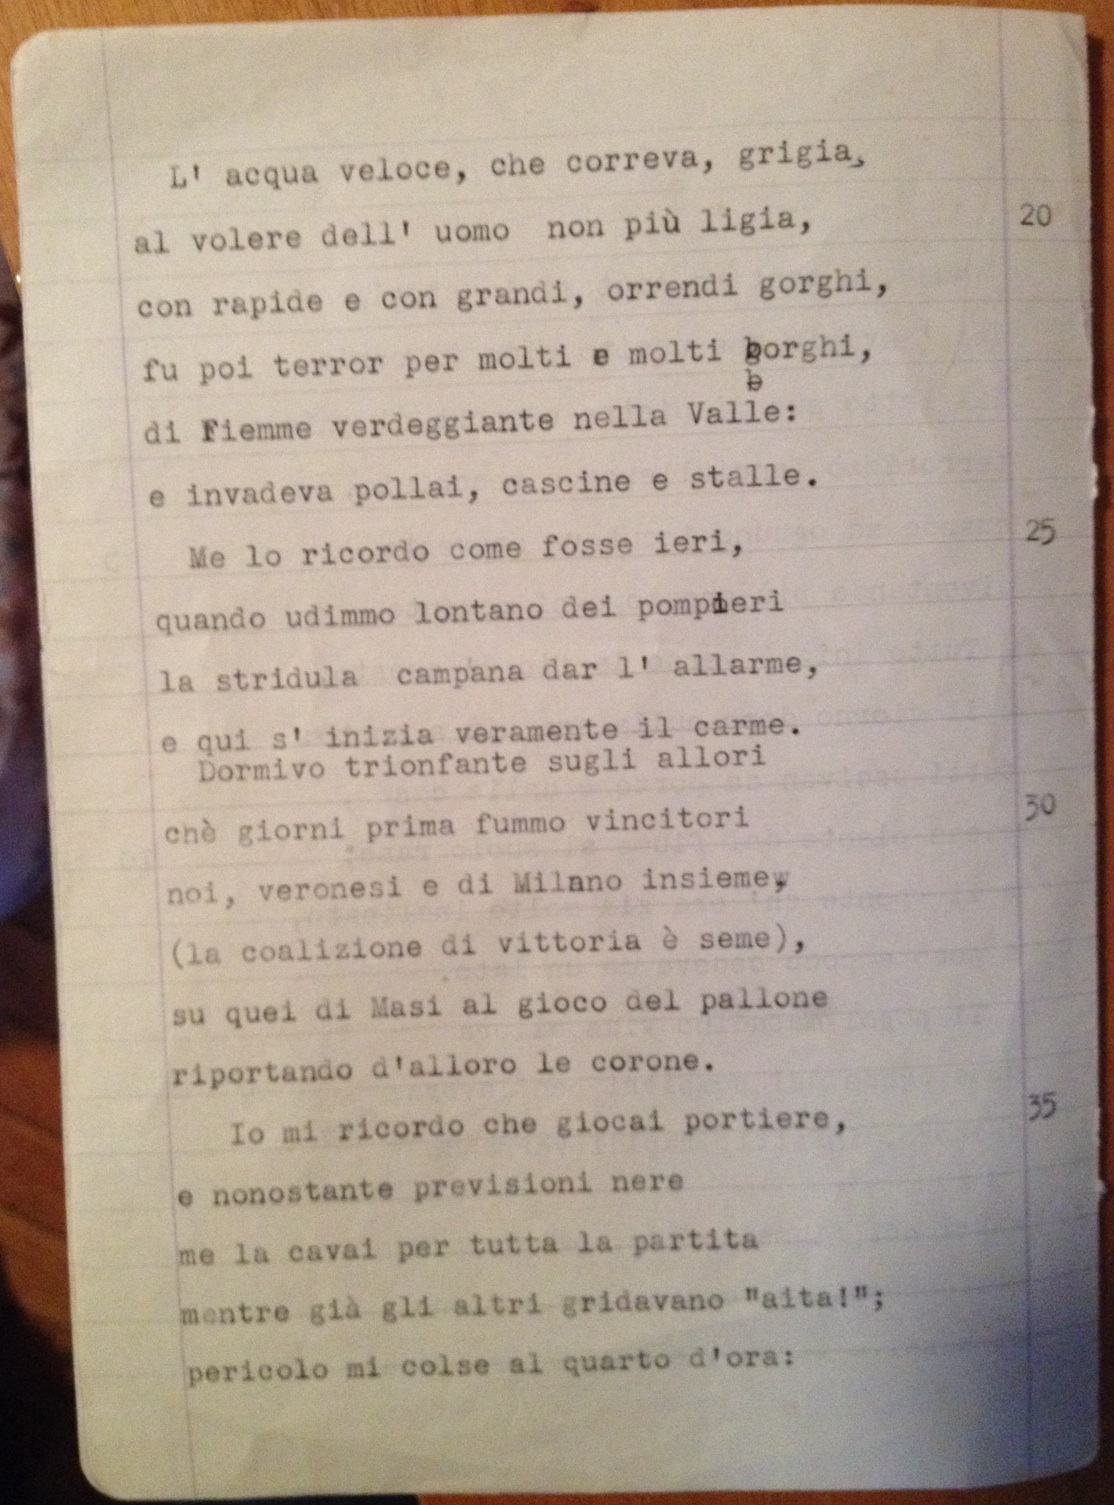 L' acqua veloce, che correva, grigia,
al volere dell' uomo non più ligia, 20
con rapide e con grandi, orrendi gorghi,
fu poi terror per molti e molti borghi,
b
di Fiemme verdeggiante nella Valle:
e invadeva pollai, cascine e stalle.
Me lo ricordo come fosse ieri, 25
quando udimmo lontano dei pompieri
la stridula campana dar l' allarme,
e qui s' inizia veramente il carme.
Dormivo trionfante sugli allori
chè giorni prima fummo vincitori 30
noi, veronesi e di Milano insieme,
(la coalizione di vittoria è seme),
su quei di Masi al gioco del pallone
riportando d'alloro le corone.
Io mi ricordo che giocai portiere, 35
e nonostante previsioni nere
me la cavai per tutta la partita
mentre già gli altri gridavano "aita!";
pericolo mi colse al quarto d'ora: